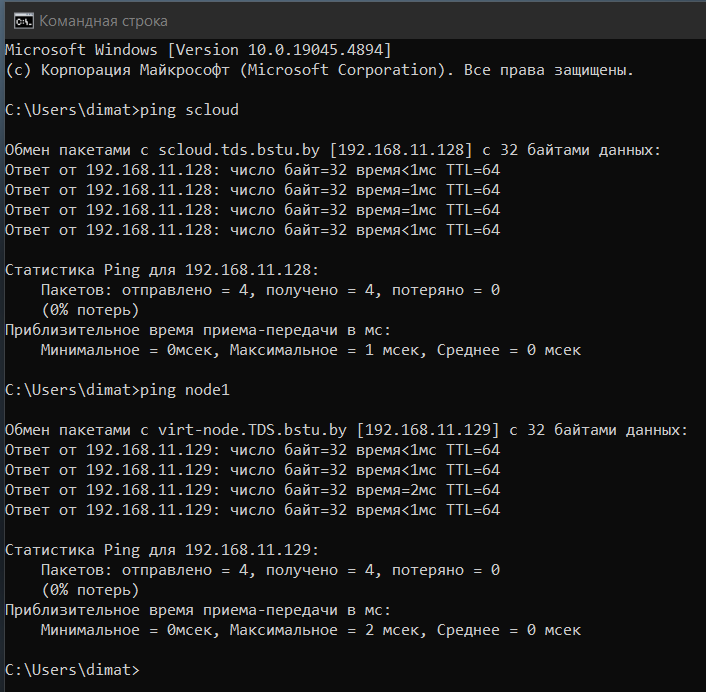 Командная строка
Microsoft Windows [Version 10.0.19045.4894]
(c) Корпорация Майкрософт (Microsoft Corporation). Все права защищены.
C:\Users\dimat>ping scloud
Обмен пакетами с scloud.tds.bstu.by [192.168.11.128] с 32 байтами данных:
Ответ от 192.168.11.128: число байт=32 время<1мс TTL=64
Ответ от 192.168.11.128: число байт=32 время=1мс TTL=64
Ответ от 192.168.11.128: число байт=32 время=1мс TTL=64
Ответ от 192.168.11.128: число байт=32 время<1мс TTL=64
Статистика Ping для 192.168.11.128:
    Пакетов: отправлено = 4, получено = 4, потеряно = 0
    (0% потерь)
Приблизительное время приема-передачи в мс:
    Минимальное = 0мсек, Максимальное = 1 мсек, Среднее = 0 мсек
C:\Users\dimat>ping node1
Обмен пакетами с virt-node.TDS.bstu.by [192.168.11.129] с 32 байтами данных:
Ответ от 192.168.11.129: число байт=32 время<1мс TTL=64
Ответ от 192.168.11.129: число байт=32 время<1мс TTL=64
Ответ от 192.168.11.129: число байт=32 время=2мс TTL=64
Ответ от 192.168.11.129: число байт=32 время<1мс TTL=64
Статистика Ping для 192.168.11.129:
    Пакетов: отправлено = 4, получено = 4, потеряно = 0
    (0% потерь)
Приблизительное время приема-передачи в мс:
    Минимальное = 0мсек, Максимальное = 2 мсек, Среднее = 0 мсек
C:\Users\dimat>